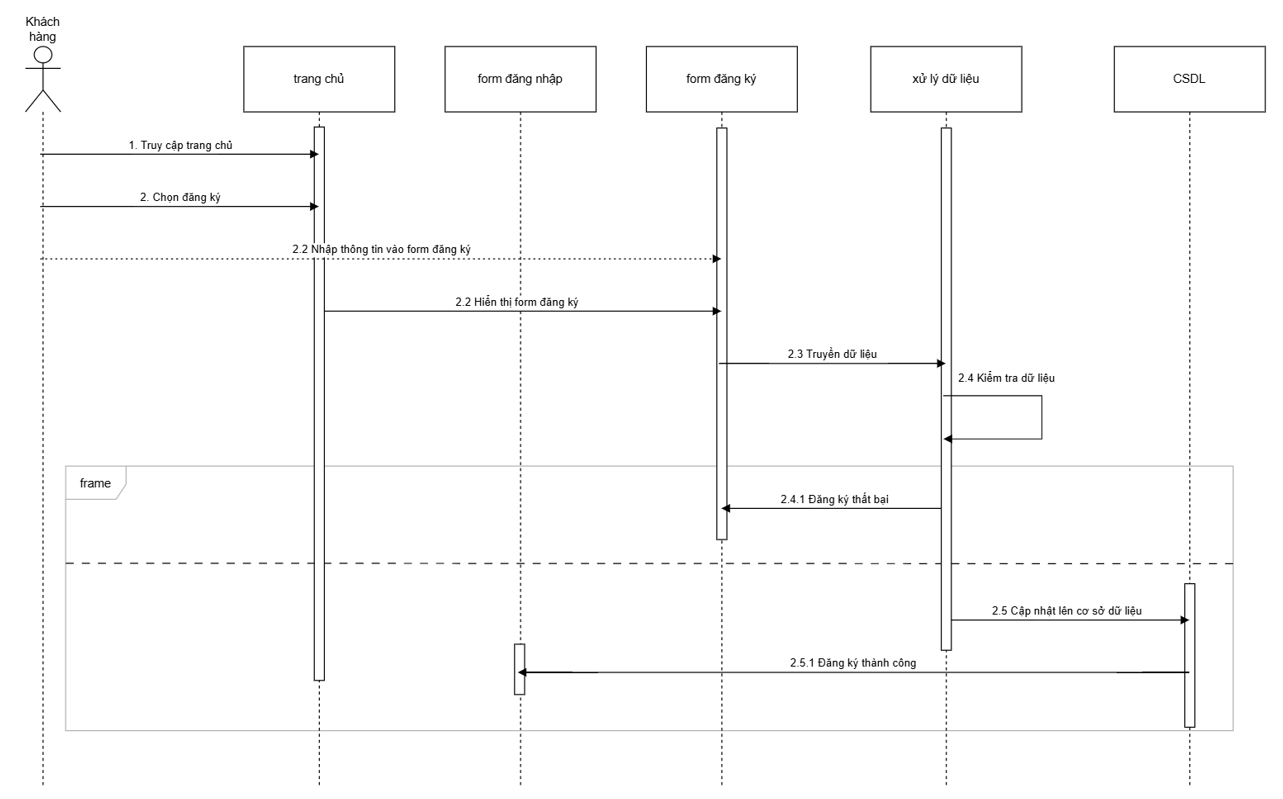 Khách
hàng
trang chủ
form đăng nhập
form đăng ký
xử lý dữ liệu
CSDL
1. Truy cập trang chủ
2. Chọn đăng ký
2.2 Nhập thông tin vào form đăng ký
2.2 Hiển thị form đăng ký
2.3 Truyền dữ liệu
2.4 Kiểm tra dữ liệu
frame
2.4.1 Đăng ký thất bại
2.5 Cập nhật lên cơ sở dữ liệu
2.5.1 Đăng ký thành công